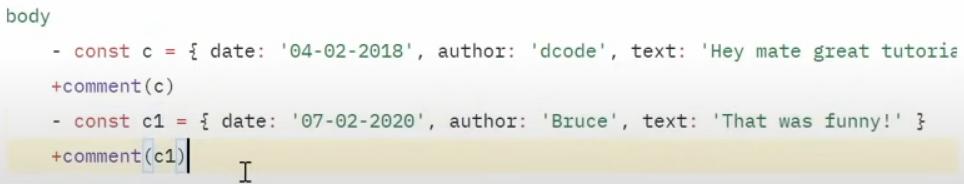 body
- const c = { date: '04-02-2018', author: 'dcode', text: 'Hey mate great tutoria
+comment(c)
- const c1 = { date: '07-02-2020', author: 'Bruce', text: 'That was funny!' }
+comment(c1)